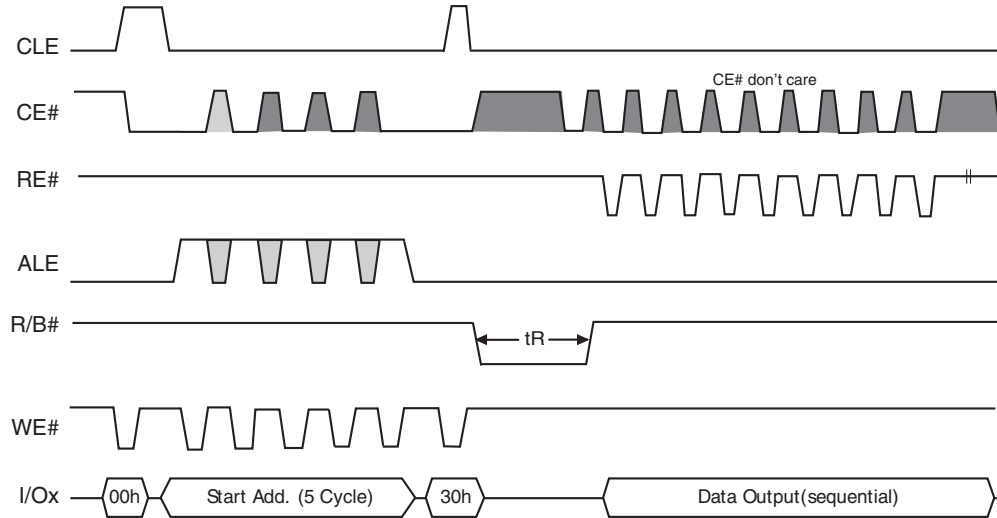 CLE
CE# don't care
CE#
RE#
ALE
R/B#
tR
WE#
I/Ox
00h
Start Add. (5 Cycle)
30h
Data Output(sequential)